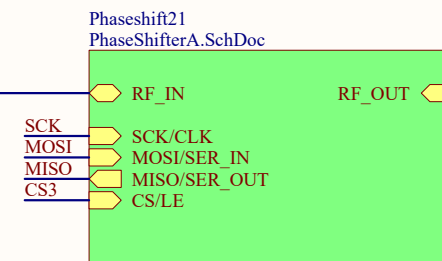 Phaseshift21
PhaseShifterA.SchDoc
RF_IN
RF_OUT
SCK
SCK/CLK
MOSI
MOSI/SER_IN
MISO
MISO/SER_OUT
CS3
CS/LE